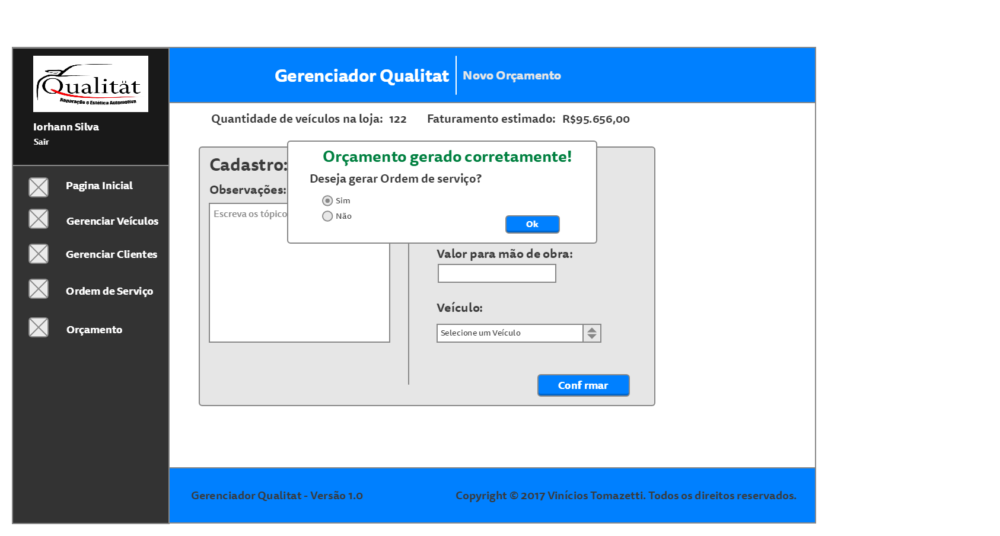 Qualität
Reparação e Estética Automotiva
Iorhann Silva
Sair
Pagina Inicial
Gerenciar Veículos
Gerenciar Clientes
Ordem de Serviço
Orçamento
Gerenciador Qualitat
Novo Orçamento
Quantidade de veículos na loja: 122
Faturamento estimado: R$95.656,00
Cadastro:
Observações:
Escreva os tópico
Orçamento gerado corretamente!
Deseja gerar Ordem de serviço?
Sim
Não
Ok
Valor para mão de obra:
Veículo:
Selecione um Veículo
Conf rmar
Gerenciador Qualitat - Versão 1.0
Copyright © 2017 Vinícios Tomazetti. Todos os direitos reservados.